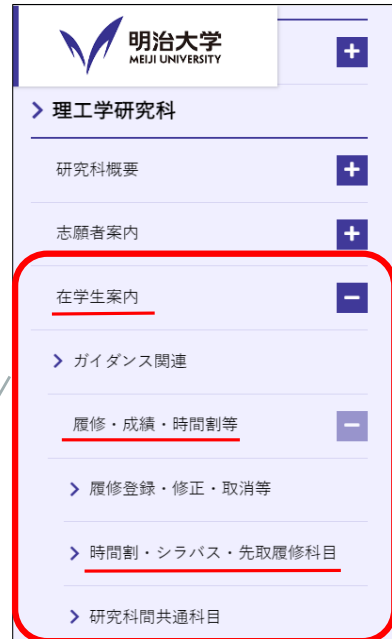 明治大学
MEIJI UNIVERSITY
理工学研究科
研究科概要
志願者案内
在学生案内
ガイダンス関連
履修・成績・時間割等
履修登録・修正・取消等
時間割・シラバス・先取履修科目
研究科間共通科目